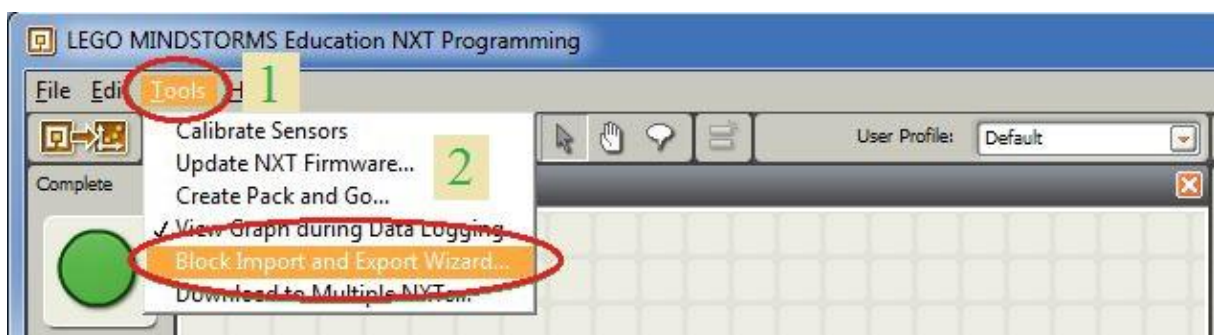 LEGO MINDSTORMS Education NXT Programming
1
File Edi Tools H
Calibrate Sensors
User Profile: Default
Update NXT Firmware...
2
Complete
Create Pack and Go...
✓ View Graph during Data Logging
Block Import and Export Wizard...
Download to Multiple NXTs...